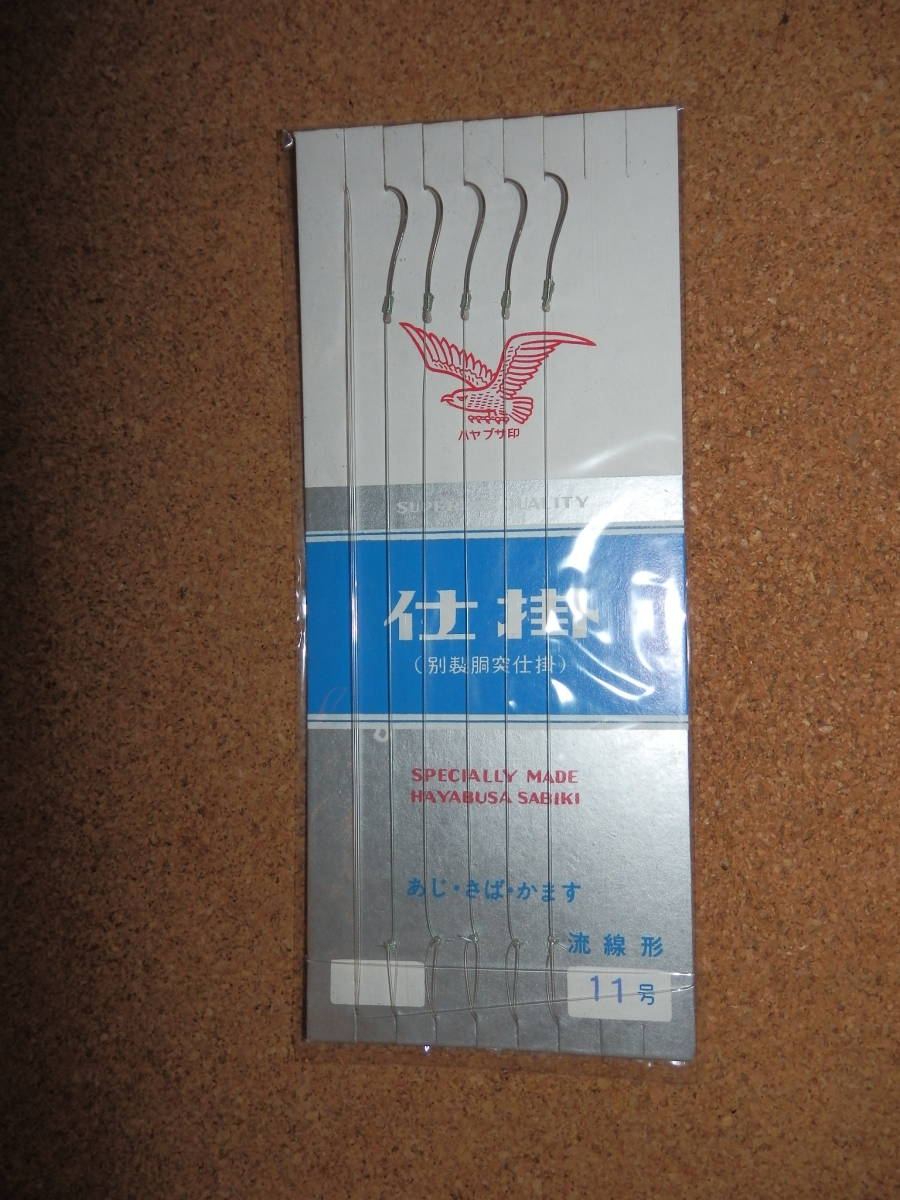 ハヤブサ印
SUPER QUALITY
仕掛
（別製胴突仕掛）
SPECIALLY MADE
HAYABUSA SABIKI
あじ・さば・かます
流線形
11号